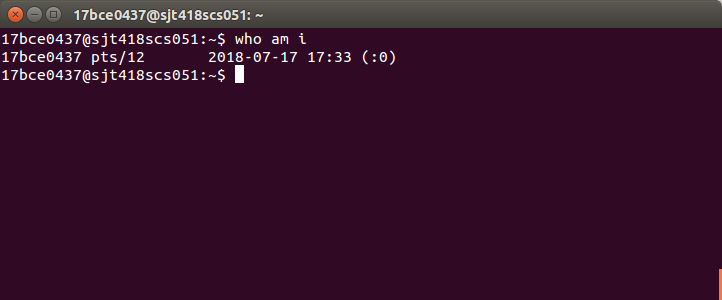 17bce0437@sjt418scs051: ~
17bce0437@sjt418scs051:~$ who am i
17bce0437 pts/12       2018-07-17 17:33 (:0)
17bce0437@sjt418scs051:~$